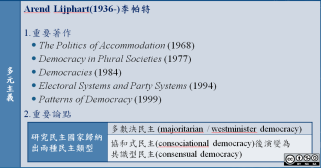 Arend Lijphart(1936-)李帕特
1.重要著作
• The Politics of Accommodation (1968)
• Democracy in Plural Societies (1977)
• Democracies (1984)
• Electoral Systems and Party Systems (1994)
• Patterns of Democracy (1999)
2.重要論點
多元主義
研究民主國家歸納出兩種民主類型
多數決民主 (majoritarian / westminister democracy)
協和式民主(consociational democracy)後演變為
共識型民主(consensual democracy)